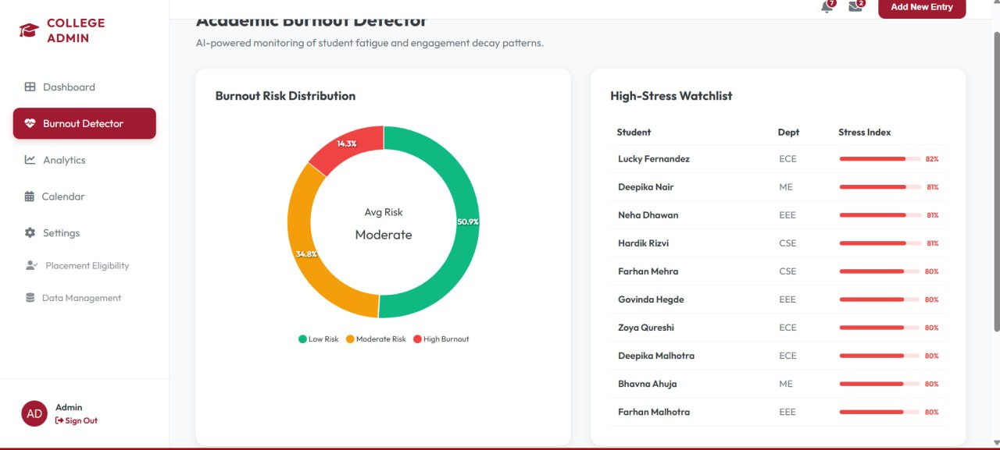 COLLEGE
ADMIN
Dashboard
Burnout Detector
Analytics
Calendar
Settings
Placement Eligibility
Data Management
AD
Admin
Sign Out
7
2
Add New Entry
Academic Burnout Detector
AI-powered monitoring of student fatigue and engagement decay patterns.
Burnout Risk Distribution
14.3%
50.9%
34.8%
Avg Risk
Moderate
Low Risk Moderate Risk High Burnout
High-Stress Watchlist
Student Dept Stress Index
Lucky Fernandez ECE 82%
Deepika Nair ME 81%
Neha Dhawan EEE 81%
Hardik Rizvi CSE 81%
Farhan Mehra CSE 80%
Govinda Hegde EEE 80%
Zoya Qureshi ECE 80%
Deepika Malhotra ECE 80%
Bhavna Ahuja ME 80%
Farhan Malhotra EEE 80%